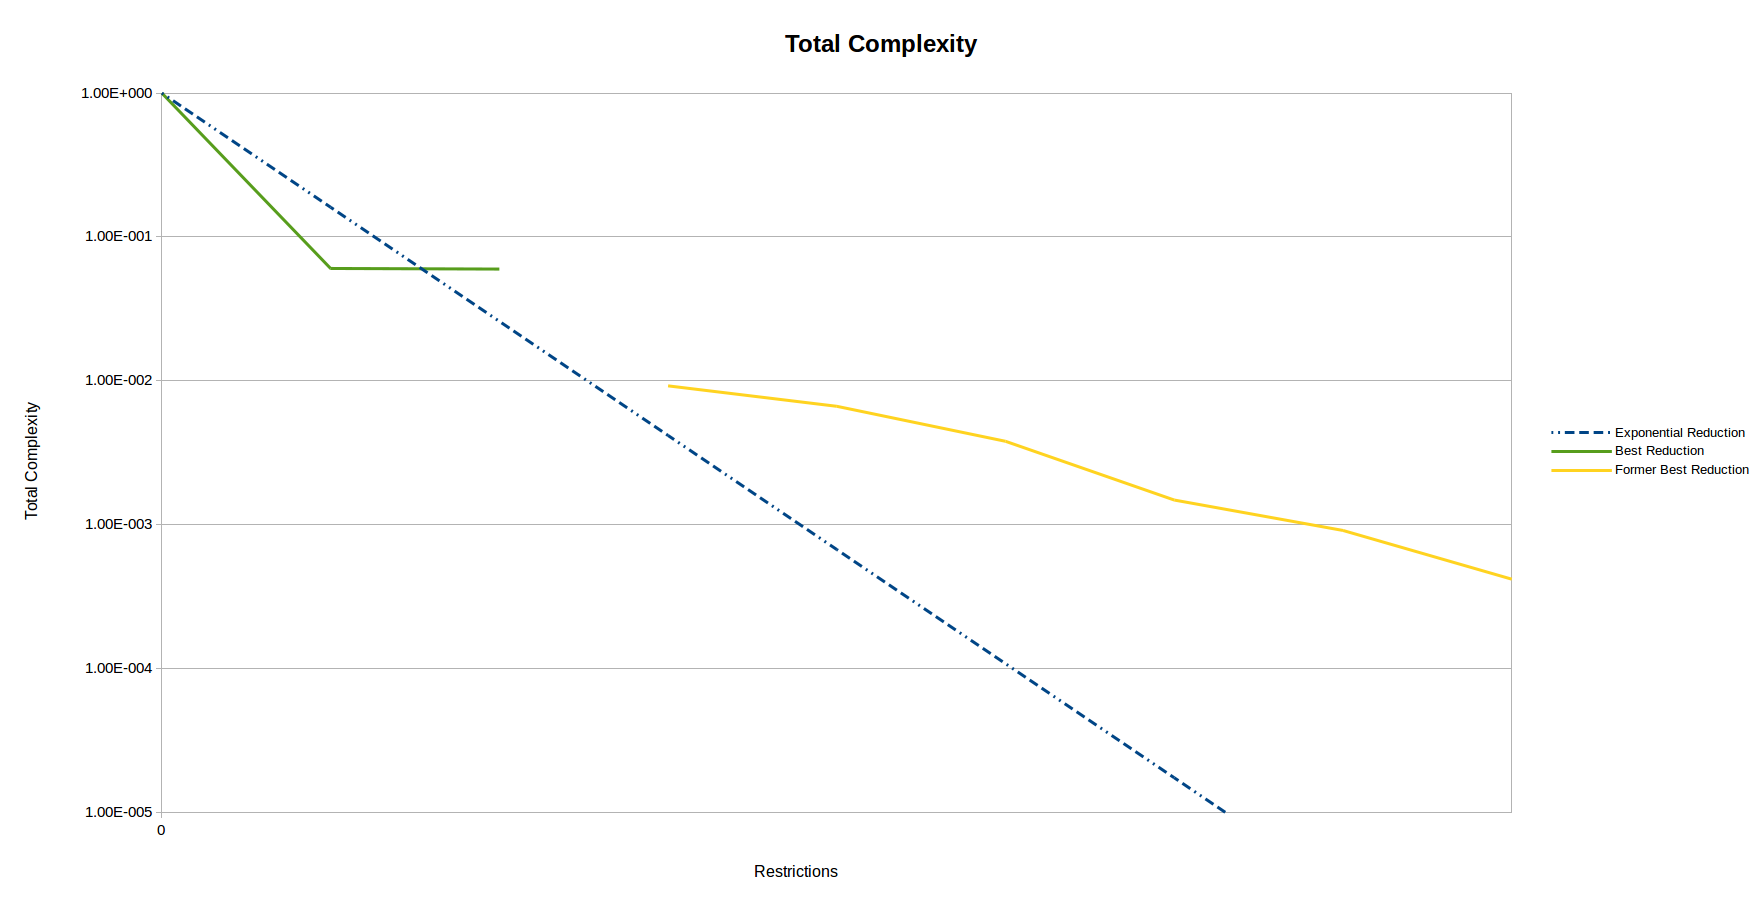 Total Complexity
1.00E+000
1.00E-001
1.00E-002
1.00E-003
1.00E-004
1.00E-005
0
Total Complexity
Restrictions
Exponential Reduction
Best Reduction
Former Best Reduction